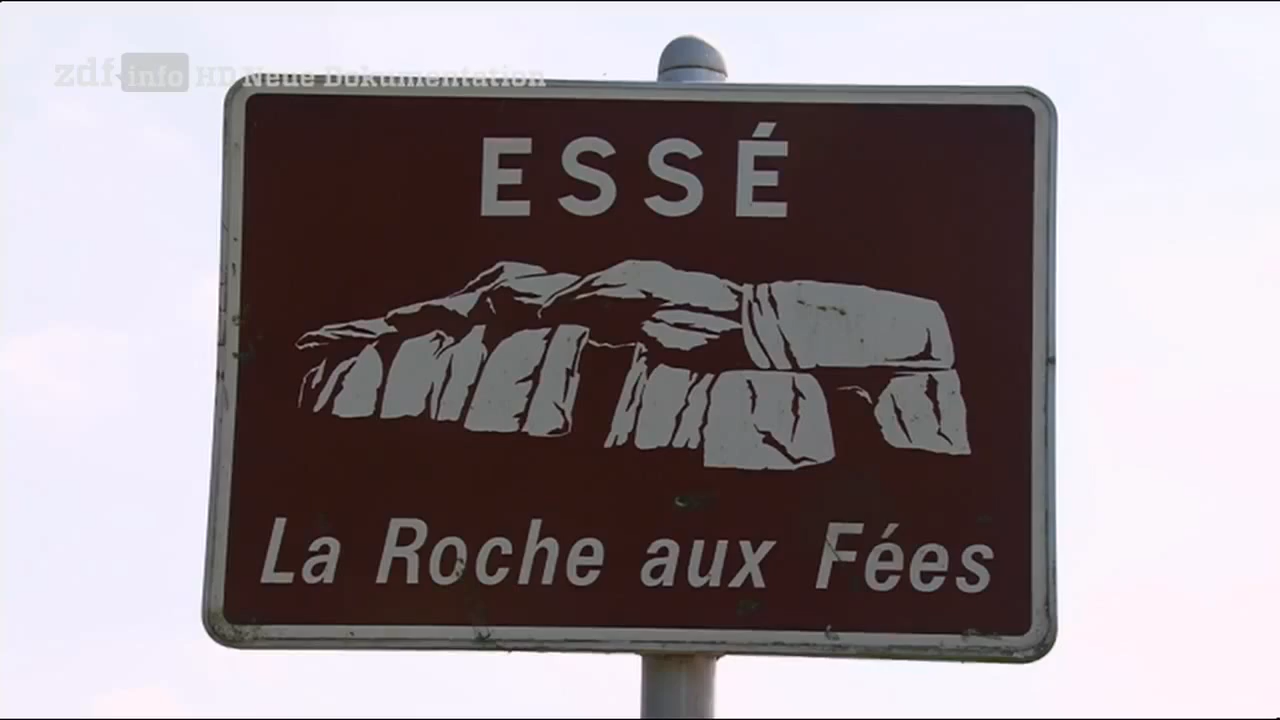 zdf info HD Neue Dokumentation
ESSÉ
La Roche aux Fées